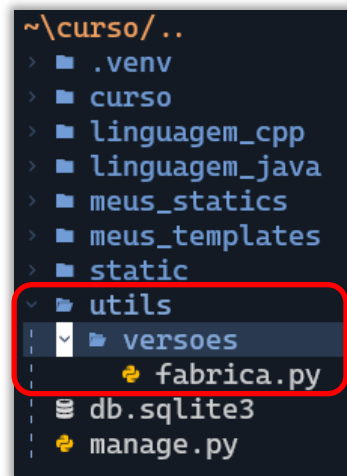 ~\curso/..
.venv
curso
linguagem_cpp
linguagem_java
meus_statics
meus_templates
static
utils
versoes
fabrica.py
db.sqlite3
manage.py